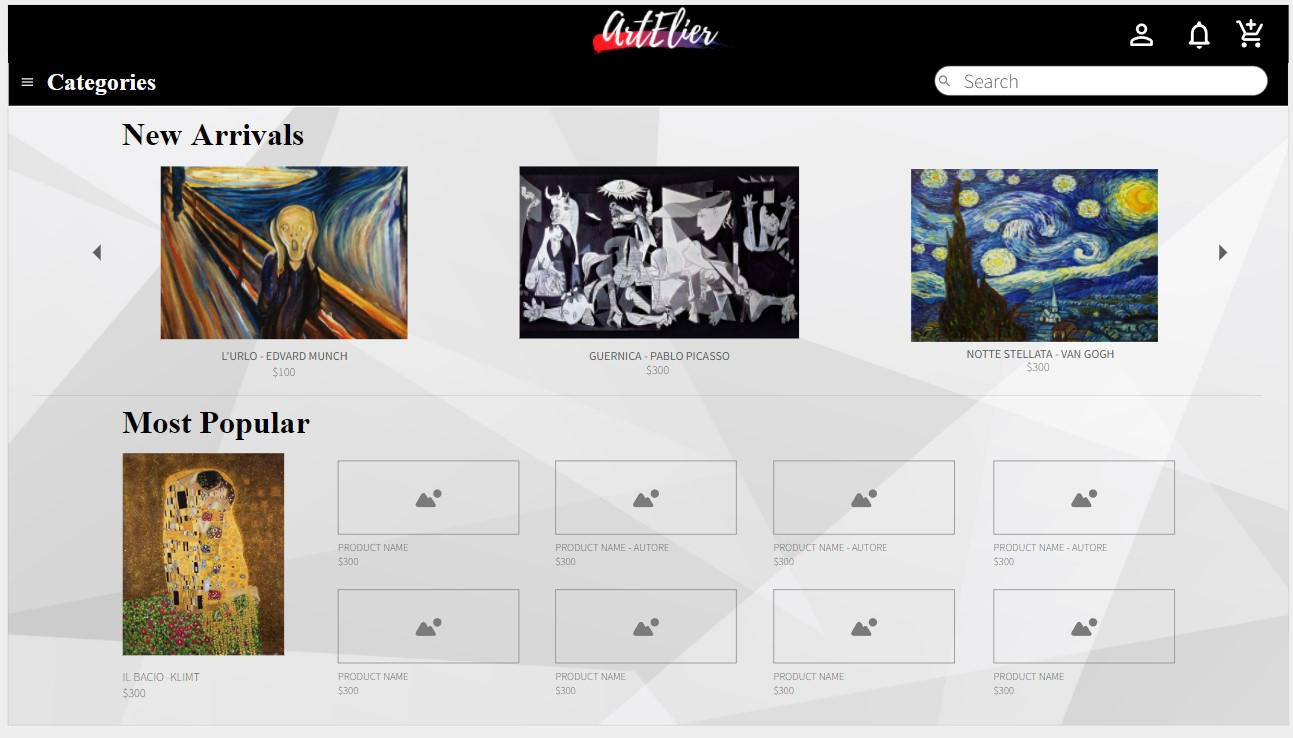 ArtElier
Categories
Search
New Arrivals
L'URLO - EDVARD MUNCH
$100
GUERNICA - PABLO PICASSO
$300
NOTTE STELLATA - VAN GOGH
$300
Most Popular
IL BACIO -KLIMT
$300
PRODUCT NAME
$300
PRODUCT NAME - AUTORE
$300
PRODUCT NAME - AUTORE
$300
PRODUCT NAME - AUTORE
$300
PRODUCT NAME
$300
PRODUCT NAME
$300
PRODUCT NAME
$300
PRODUCT NAME
$300